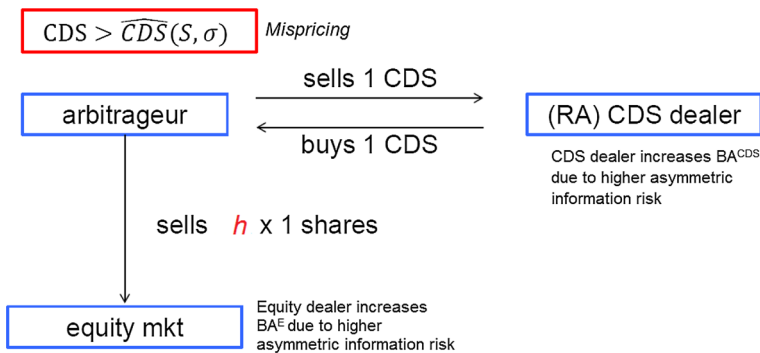 CDS > \widehat{CDS}(S, σ)
Mispricing
sells 1 CDS
arbitrageur
(RA) CDS dealer
buys 1 CDS
CDS dealer increases BA^CDS
due to higher asymmetric
information risk
sells h x 1 shares
equity mkt
Equity dealer increases
BA^E due to higher
asymmetric information risk